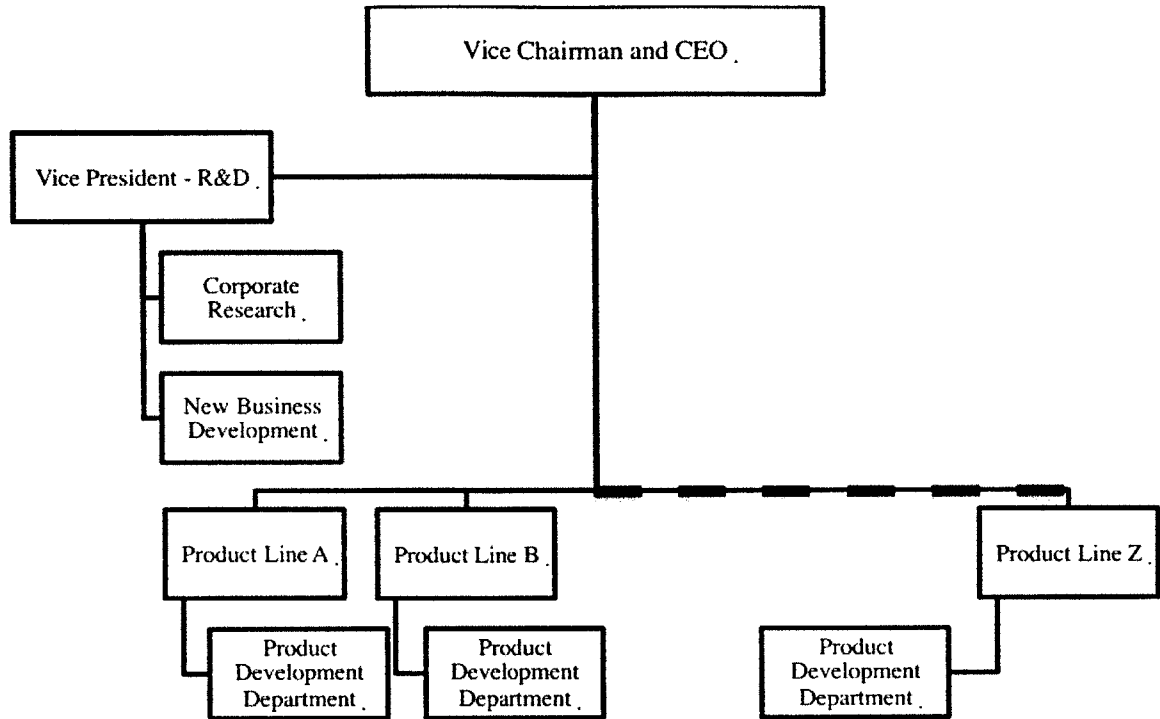 Vice Chairman and CEO .
Vice President - R&D .
Corporate
Research .
New Business
Development .
Product Line A .
Product Line B .
Product Line Z .
Product
Development
Department .
Product
Development
Department .
Product
Development
Department .